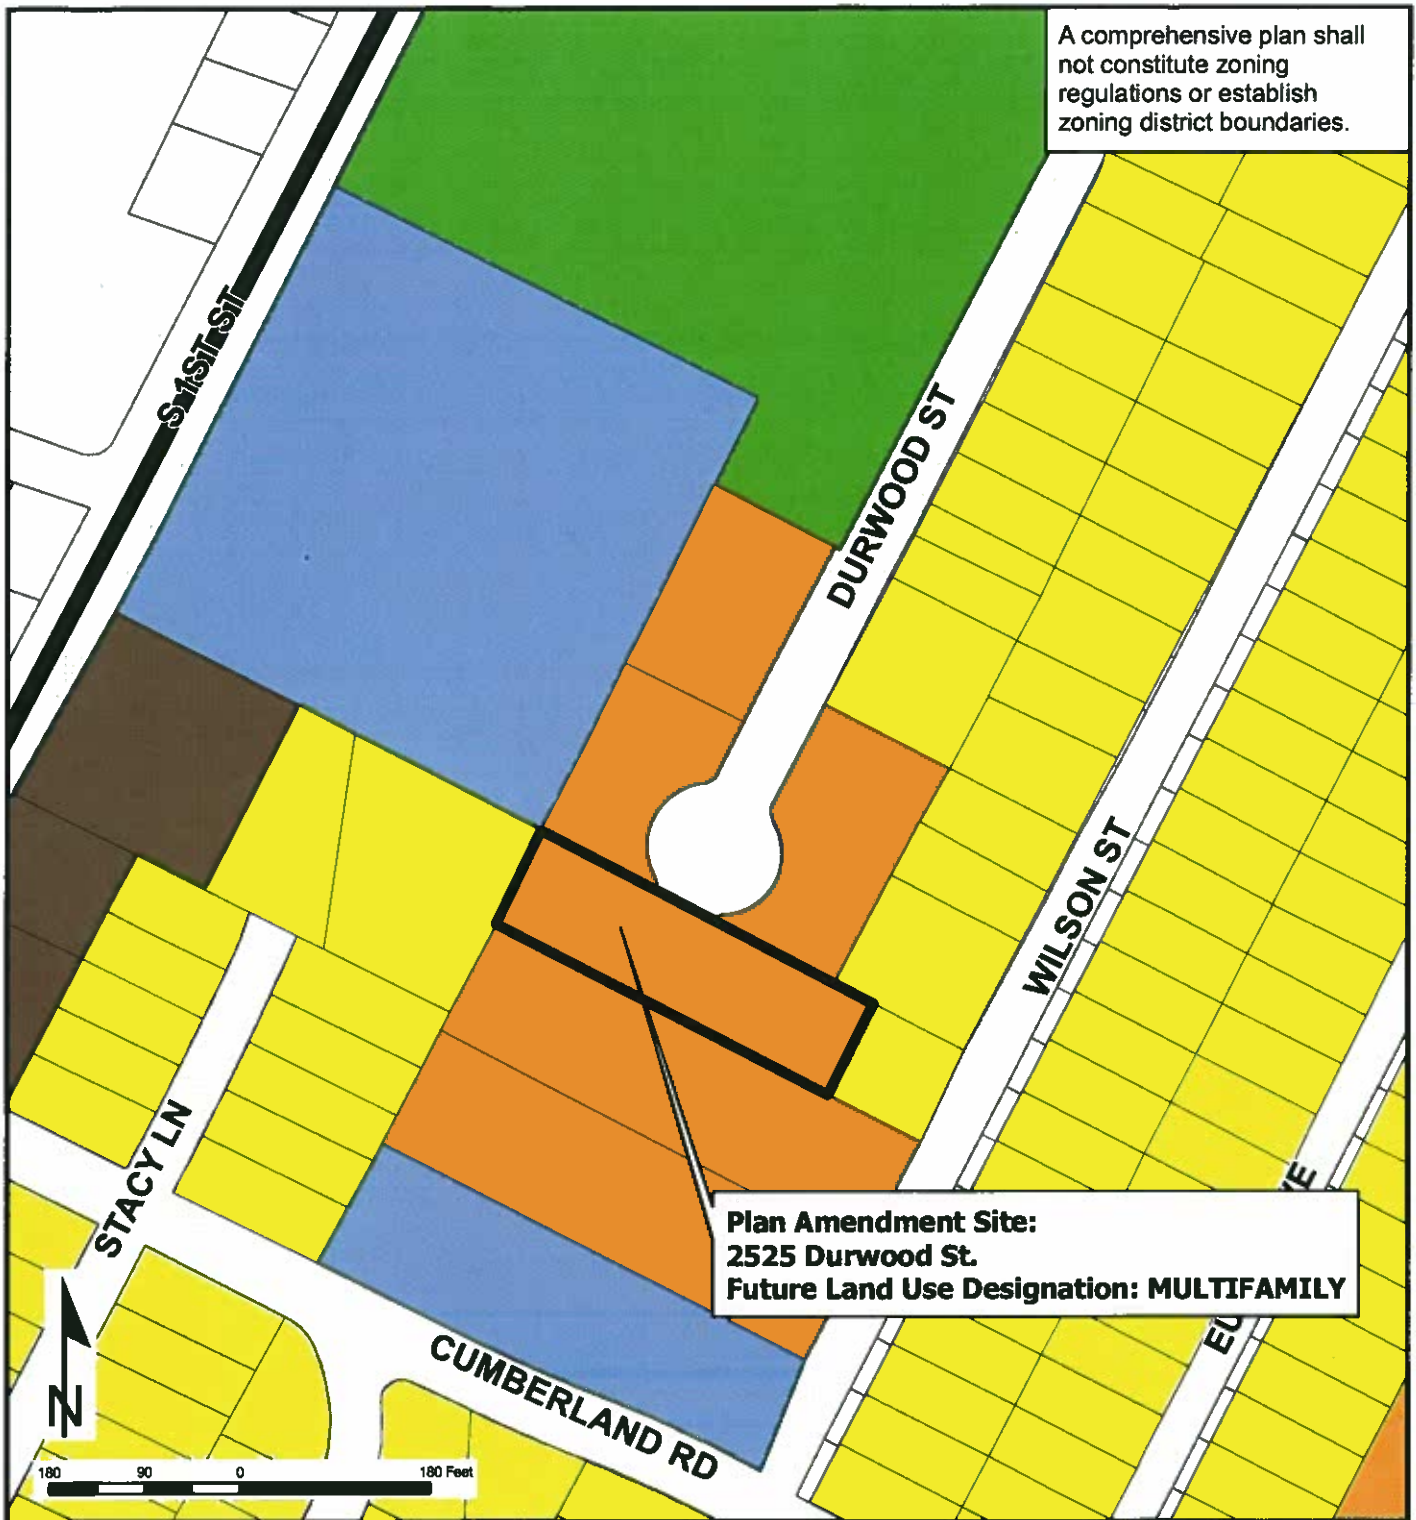 A comprehensive plan shall
not constitute zoning
regulations or establish
zoning district boundaries.
S 1ST ST
DURWOOD ST
WILSON ST
STACY LN
Plan Amendment Site:
2525 Durwood St.
Future Land Use Designation: MULTIFAMILY
CUMBERLAND RD
N
180 90 0 180 Feet